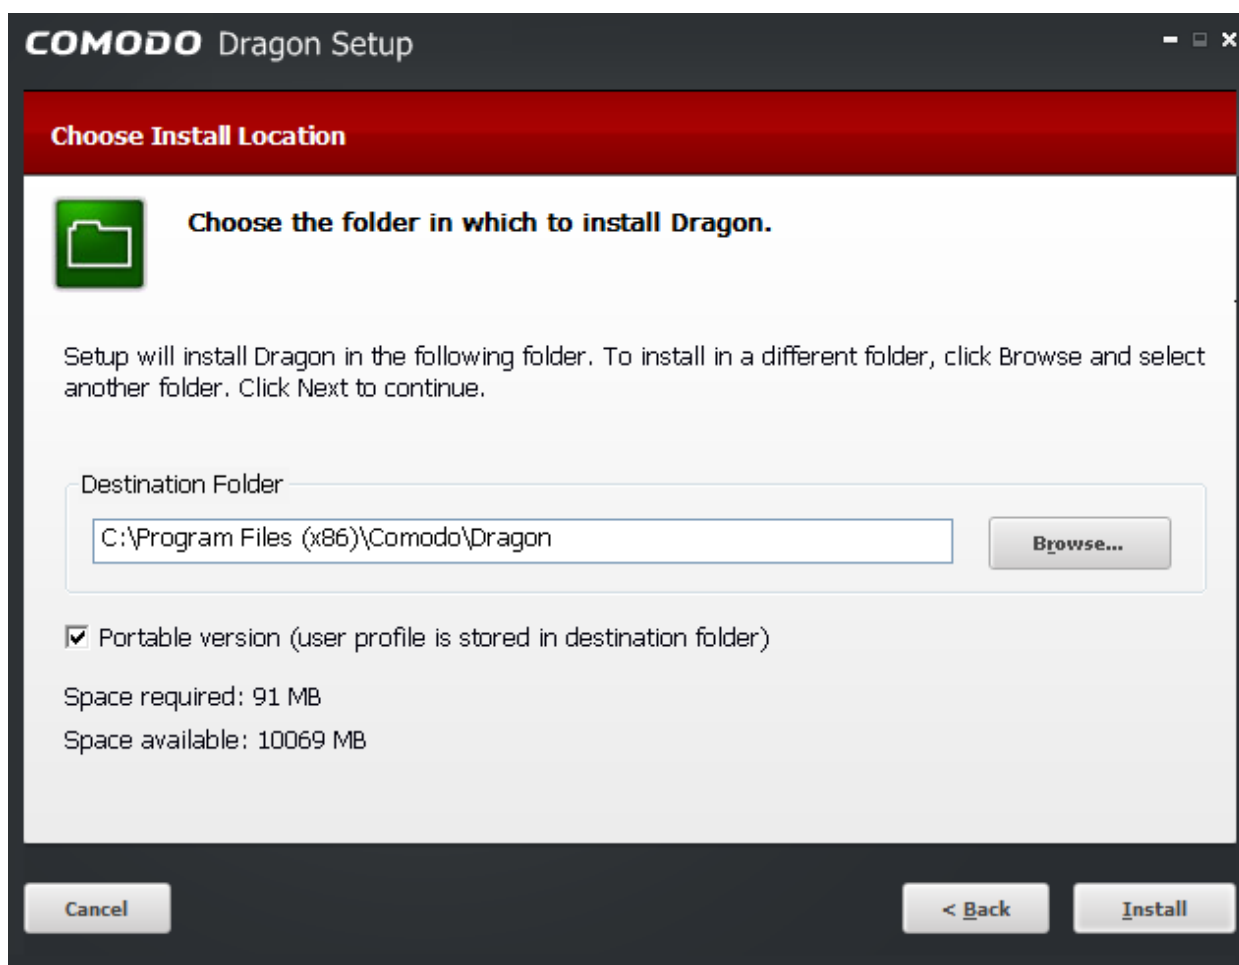 COMODO Dragon Setup
Choose Install Location
Choose the folder in which to install Dragon.
Setup will install Dragon in the following folder. To install in a different folder, click Browse and select
another folder. Click Next to continue.
Destination Folder
C:\Program Files (x86)\Comodo\Dragon
Browse...
Portable version (user profile is stored in destination folder)
Space required: 91 MB
Space available: 10069 MB
Cancel
< Back
Install